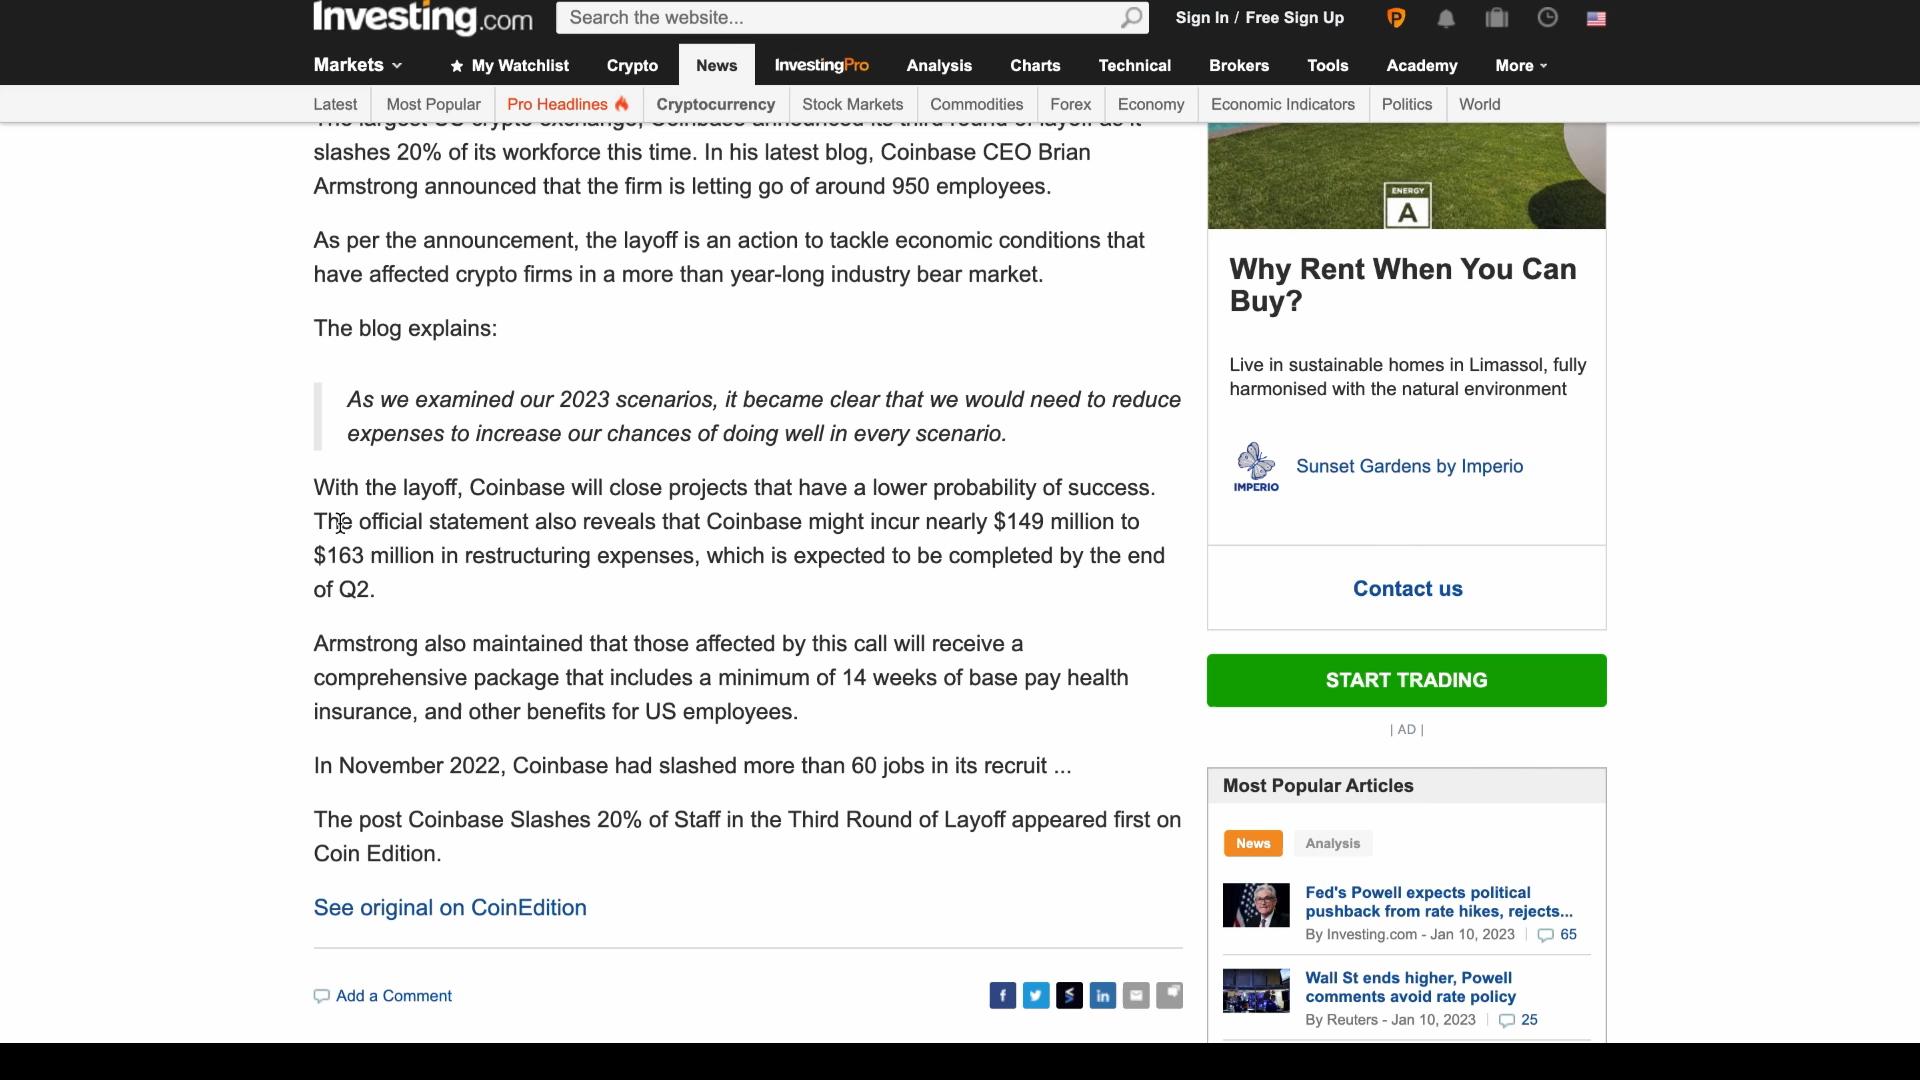 Investing.com
Search the website...
Sign In / Free Sign Up
Markets
My Watchlist
Crypto
News
InvestingPro
Analysis
Charts
Technical
Brokers
Tools
Academy
More
Latest
Most Popular
Pro Headlines
Cryptocurrency
Stock Markets
Commodities
Forex
Economy
Economic Indicators
Politics
World
The largest US crypto exchange, Coinbase announced its third round of layoff as it
slashes 20% of its workforce this time. In his latest blog, Coinbase CEO Brian
Armstrong announced that the firm is letting go of around 950 employees.
As per the announcement, the layoff is an action to tackle economic conditions that
have affected crypto firms in a more than year-long industry bear market.
The blog explains:
As we examined our 2023 scenarios, it became clear that we would need to reduce
expenses to increase our chances of doing well in every scenario.
With the layoff, Coinbase will close projects that have a lower probability of success.
The official statement also reveals that Coinbase might incur nearly $149 million to
$163 million in restructuring expenses, which is expected to be completed by the end
of Q2.
Armstrong also maintained that those affected by this call will receive a
comprehensive package that includes a minimum of 14 weeks of base pay health
insurance, and other benefits for US employees.
In November 2022, Coinbase had slashed more than 60 jobs in its recruit ...
The post Coinbase Slashes 20% of Staff in the Third Round of Layoff appeared first on
Coin Edition.
See original on CoinEdition
Add a Comment
ENERGY
A
Why Rent When You Can
Buy?
Live in sustainable homes in Limassol, fully
harmonised with the natural environment
IMPERIO
Sunset Gardens by Imperio
Contact us
START TRADING
| AD |
Most Popular Articles
News
Analysis
Fed's Powell expects political
pushback from rate hikes, rejects...
By Investing.com - Jan 10, 2023
65
Wall St ends higher, Powell
comments avoid rate policy
By Reuters - Jan 10, 2023
25